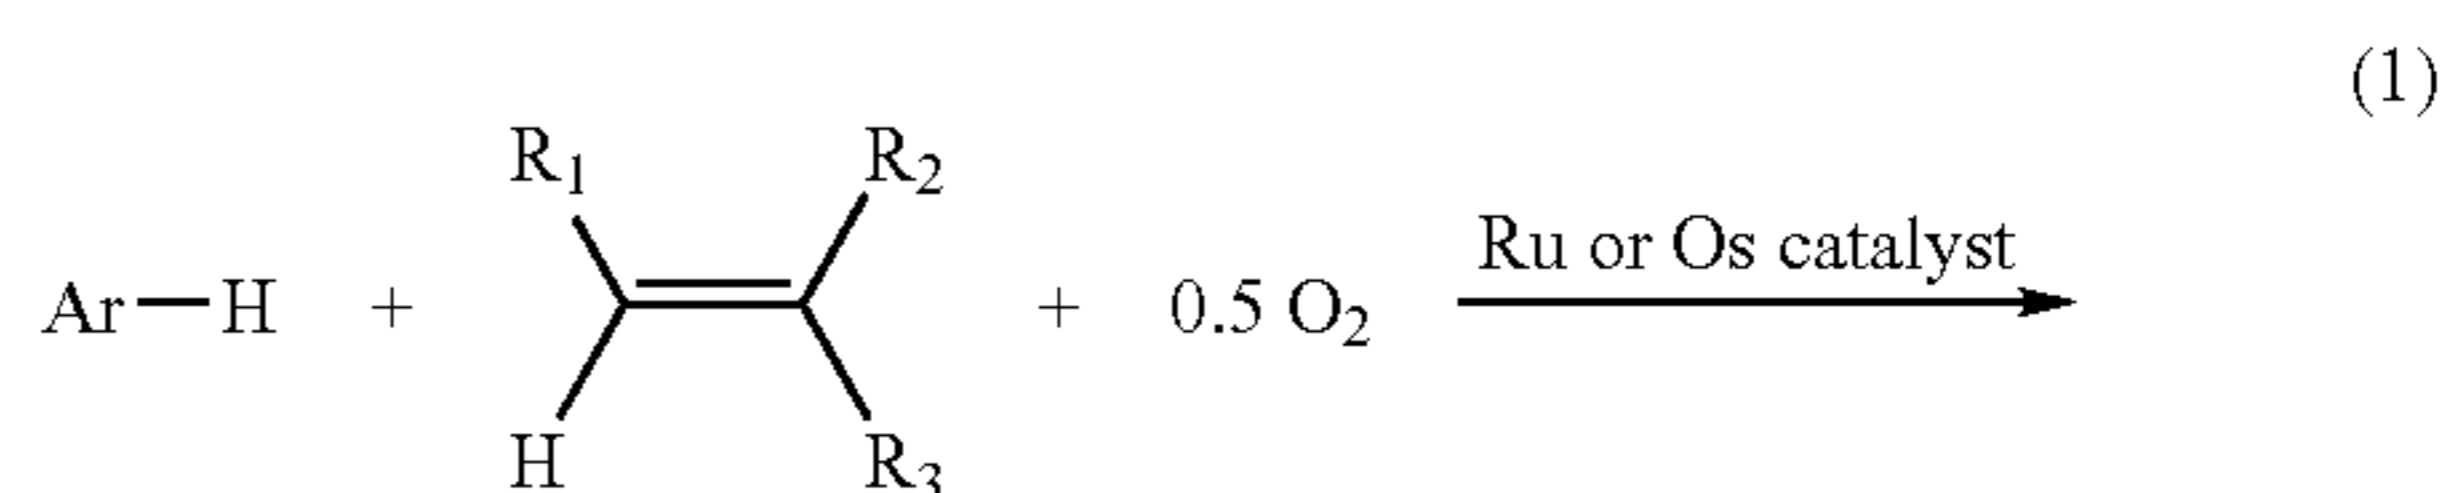 (1)
R1 R2
Ru or Os catalyst
Ar—H + + 0.5 O2
H R3